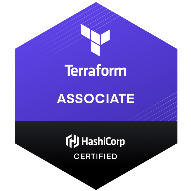 Terraform
ASSOCIATE
HashiCorp
CERTIFIED